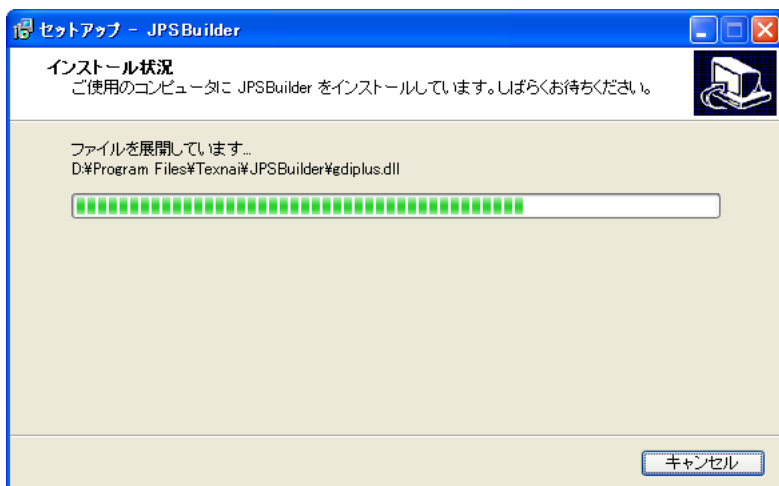 セットアップ - JPSBuilder
インストール状況
ご使用のコンピュータに JPSBuilder をインストールしています。しばらくお待ちください。
ファイルを展開しています...
D:¥Program Files¥Texnai¥JPSBuilder¥gdiplus.dll
キャンセル